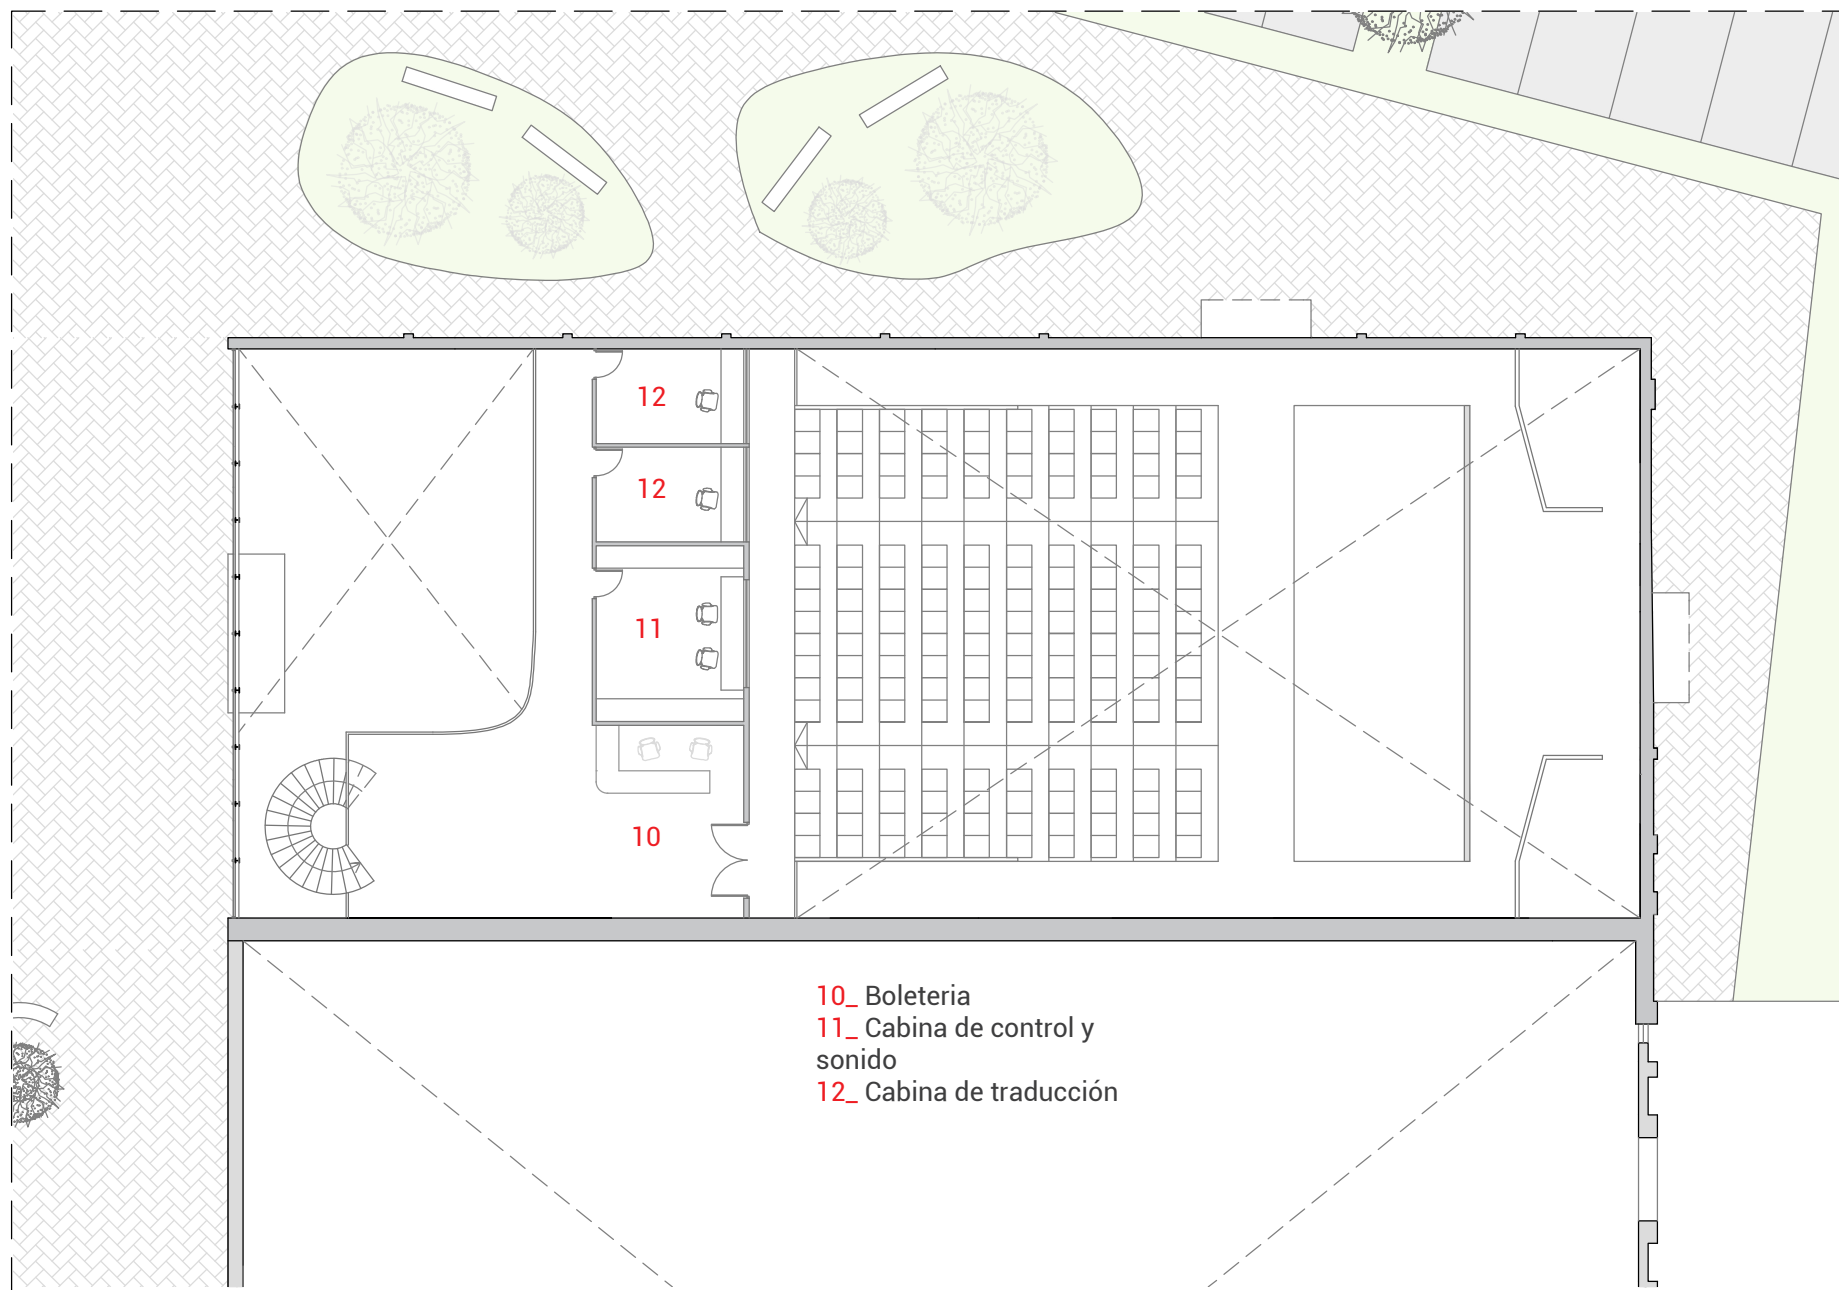 12
12
11
10
10_ Boleteria
11_ Cabina de control y
sonido
12_ Cabina de traducción